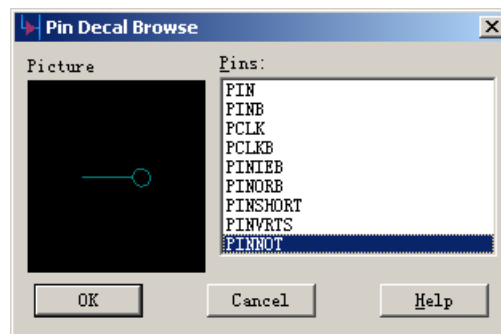 Pin Decal Browse
Picture
Pins:
PIN
PINB
PCLK
PCLKB
PINIEB
PINORB
PINSHORT
PINVRTS
PINNOT
OK
Cancel
Help